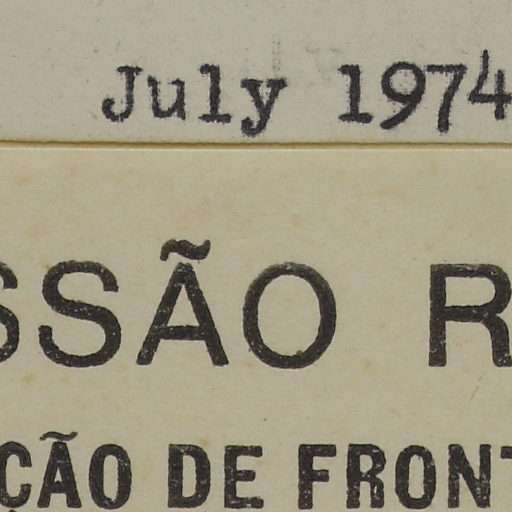 July 1974
SSÃO R
ÇÃO DE FRONT